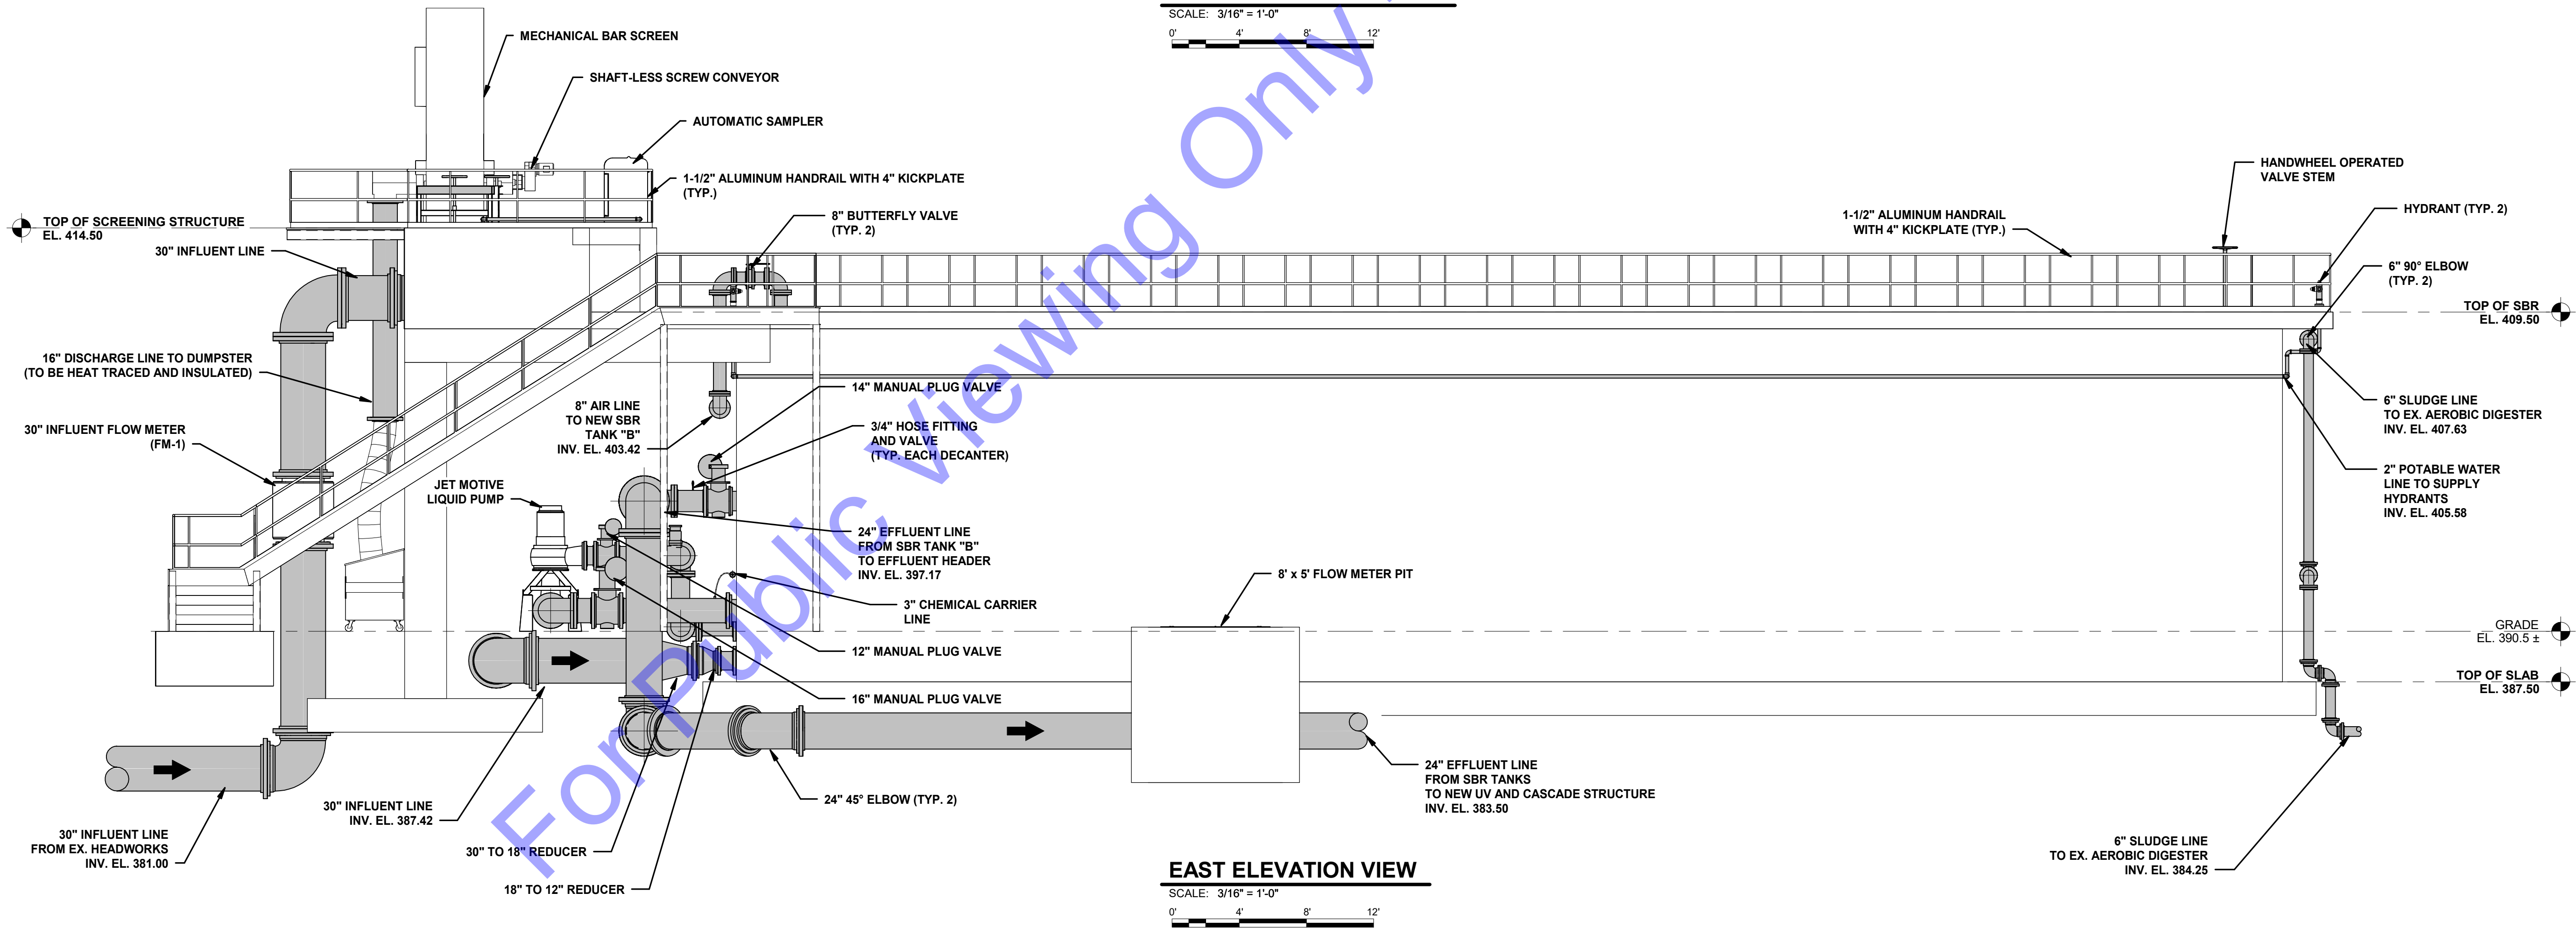 SCALE: 3/16" = 1'-0"
0' 4' 8' 12'
MECHANICAL BAR SCREEN
SHAFT-LESS SCREW CONVEYOR
AUTOMATIC SAMPLER
1-1/2" ALUMINUM HANDRAIL WITH 4" KICKPLATE
(TYP.)
8" BUTTERFLY VALVE
(TYP. 2)
TOP OF SCREENING STRUCTURE
EL. 414.50
30" INFLUENT LINE
16" DISCHARGE LINE TO DUMPSTER
(TO BE HEAT TRACED AND INSULATED)
30" INFLUENT FLOW METER
(FM-1)
8" AIR LINE
TO NEW SBR
TANK "B"
INV. EL. 403.42
JET MOTIVE
LIQUID PUMP
14" MANUAL PLUG VALVE
3/4" HOSE FITTING
AND VALVE
(TYP. EACH DECANTER)
24" EFFLUENT LINE
FROM SBR TANK "B"
TO EFFLUENT HEADER
INV. EL. 397.17
3" CHEMICAL CARRIER
LINE
12" MANUAL PLUG VALVE
16" MANUAL PLUG VALVE
8' x 5' FLOW METER PIT
1-1/2" ALUMINUM HANDRAIL
WITH 4" KICKPLATE (TYP.)
HANDWHEEL OPERATED
VALVE STEM
HYDRANT (TYP. 2)
6" 90° ELBOW
(TYP. 2)
TOP OF SBR
EL. 409.50
6" SLUDGE LINE
TO EX. AEROBIC DIGESTER
INV. EL. 407.63
2" POTABLE WATER
LINE TO SUPPLY
HYDRANTS
INV. EL. 405.58
GRADE
EL. 390.5 ±
TOP OF SLAB
EL. 387.50
24" EFFLUENT LINE
FROM SBR TANKS
TO NEW UV AND CASCADE STRUCTURE
INV. EL. 383.50
24" 45° ELBOW (TYP. 2)
30" INFLUENT LINE
INV. EL. 387.42
30" INFLUENT LINE
FROM EX. HEADWORKS
INV. EL. 381.00
30" TO 18" REDUCER
18" TO 12" REDUCER
6" SLUDGE LINE
TO EX. AEROBIC DIGESTER
INV. EL. 384.25
EAST ELEVATION VIEW
SCALE: 3/16" = 1'-0"
0' 4' 8' 12'
For Public Viewing Only